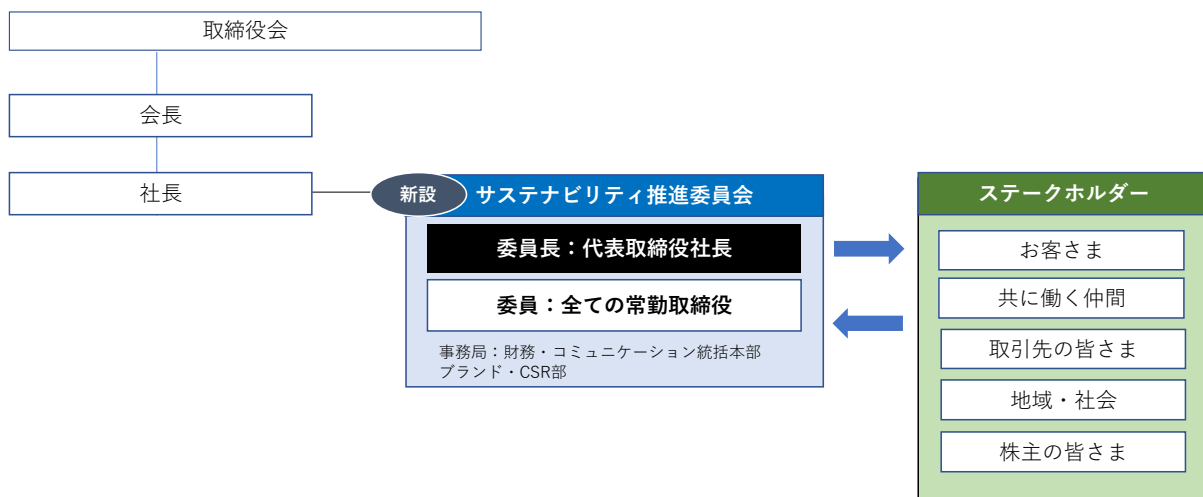 取締役会
会長
社長
新設
サステナビリティ推進委員会
委員長：代表取締役社長
委員：全ての常勤取締役
事務局：財務・コミュニケーション統括本部
ブランド・CSR部
ステークホルダー
お客さま
共に働く仲間
取引先の皆さま
地域・社会
株主の皆さま